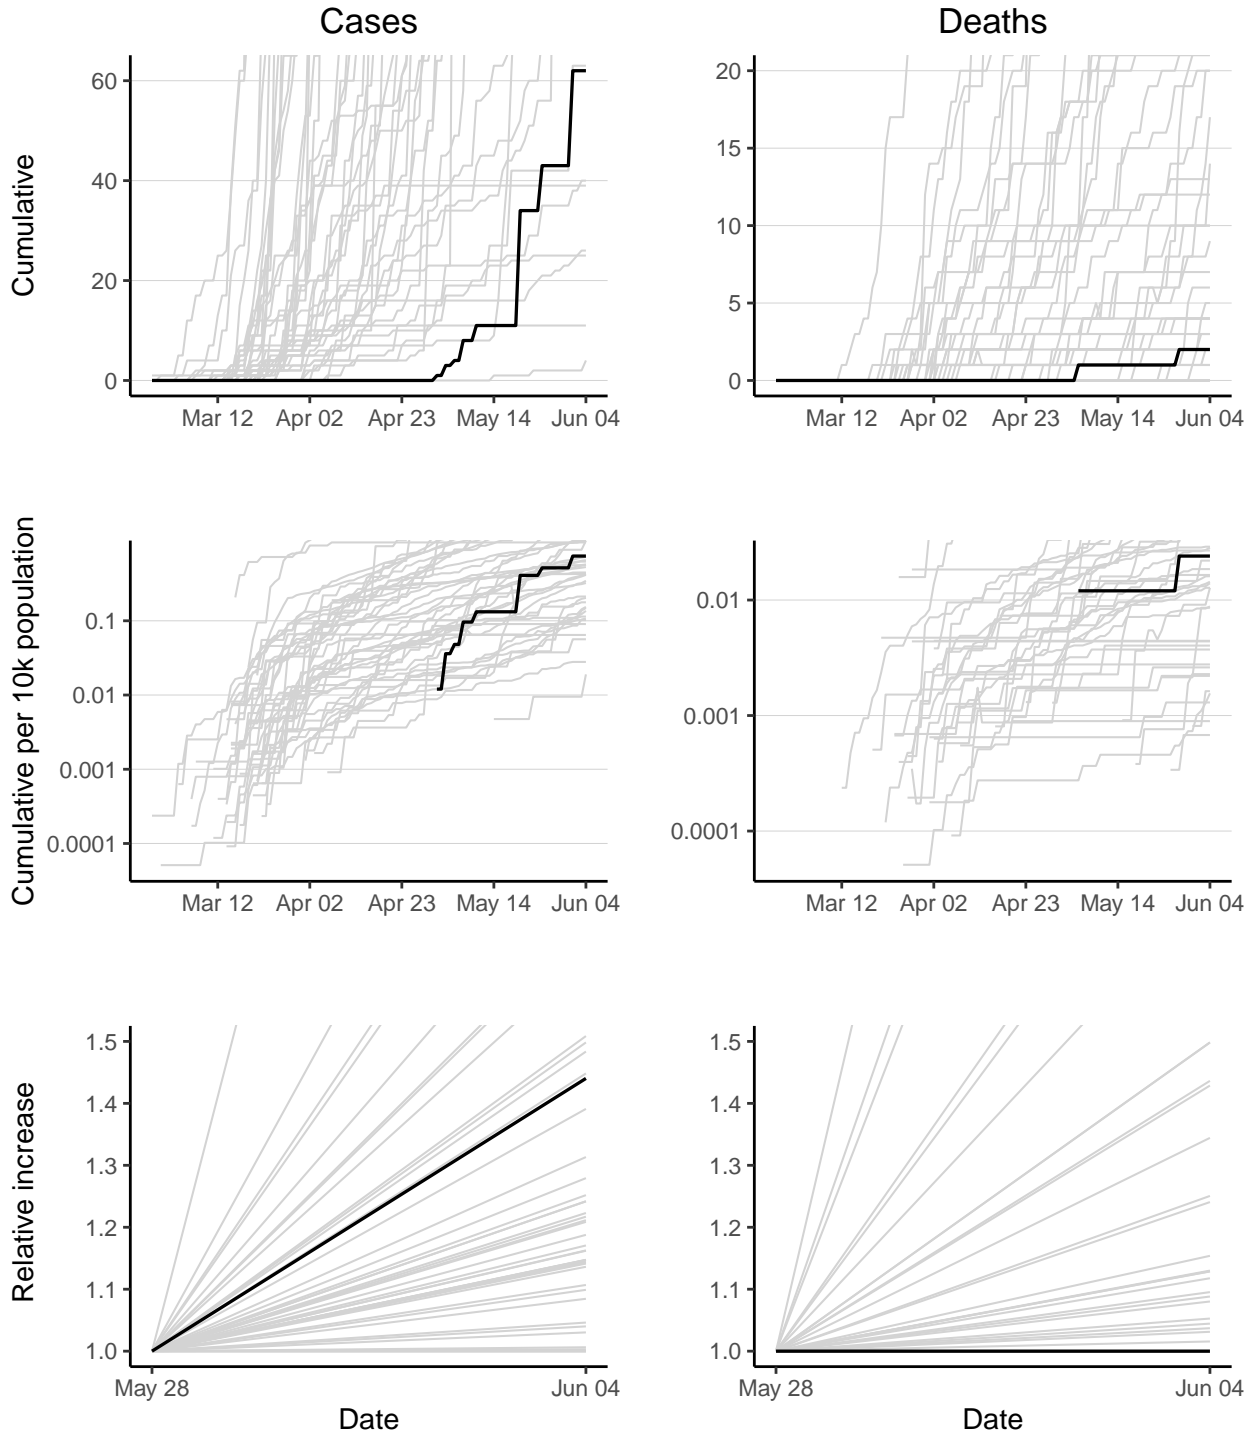 Cases
Deaths
Cumulative
60
40
20
0
Mar 12 Apr 02 Apr 23 May 14 Jun 04
20
15
10
5
0
Mar 12 Apr 02 Apr 23 May 14 Jun 04
Cumulative per 10k population
0.1
0.01
0.001
0.0001
Mar 12 Apr 02 Apr 23 May 14 Jun 04
0.01
0.001
0.0001
Mar 12 Apr 02 Apr 23 May 14 Jun 04
Relative increase
1.5
1.4
1.3
1.2
1.1
1.0
May 28 Jun 04
Date
1.5
1.4
1.3
1.2
1.1
1.0
May 28 Jun 04
Date